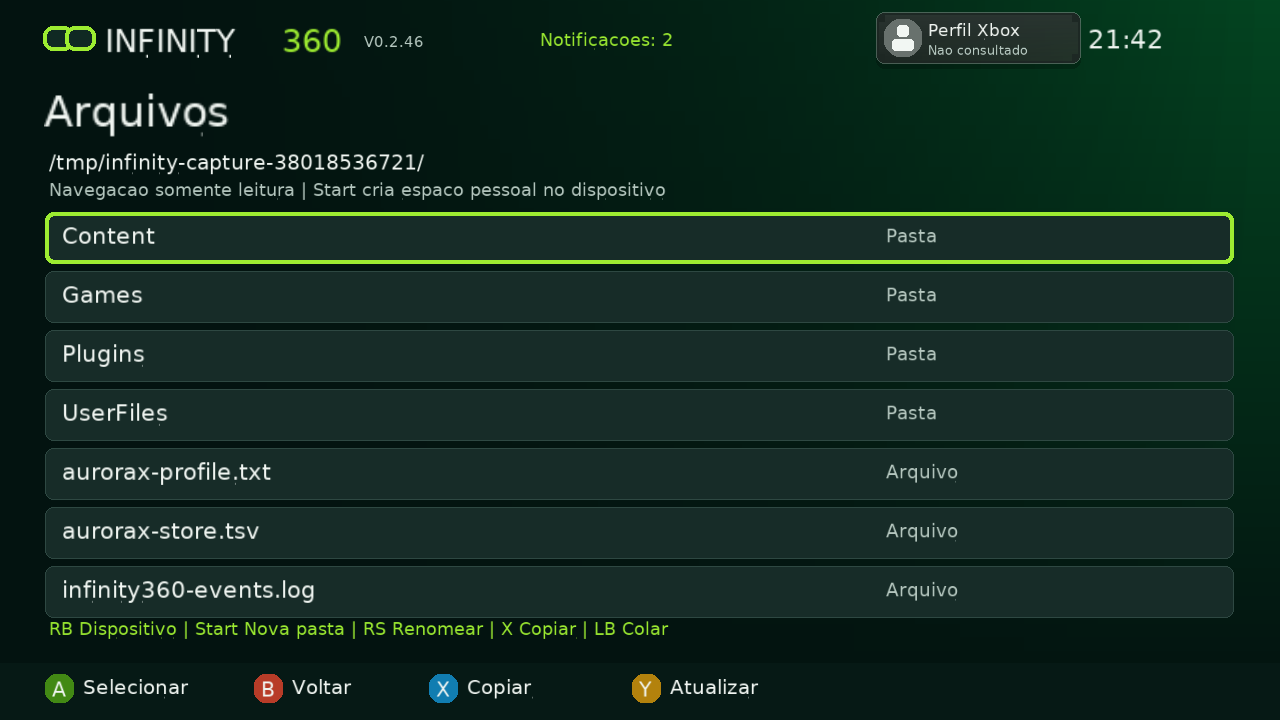 INFINITY 360 V0.2.46 Notificacoes: 2 Perfil Xbox 21:42
Nao consultado
Arquivos
/tmp/infinity-capture-38018536721/
Navegacao somente leitura | Start cria espaco pessoal no dispositivo
Content Pasta
Games Pasta
Plugins Pasta
UserFiles Pasta
aurorax-profile.txt Arquivo
aurorax-store.tsv Arquivo
infinity360-events.log Arquivo
RB Dispositivo | Start Nova pasta | RS Renomear | X Copiar | LB Colar
A Selecionar B Voltar X Copiar Y Atualizar